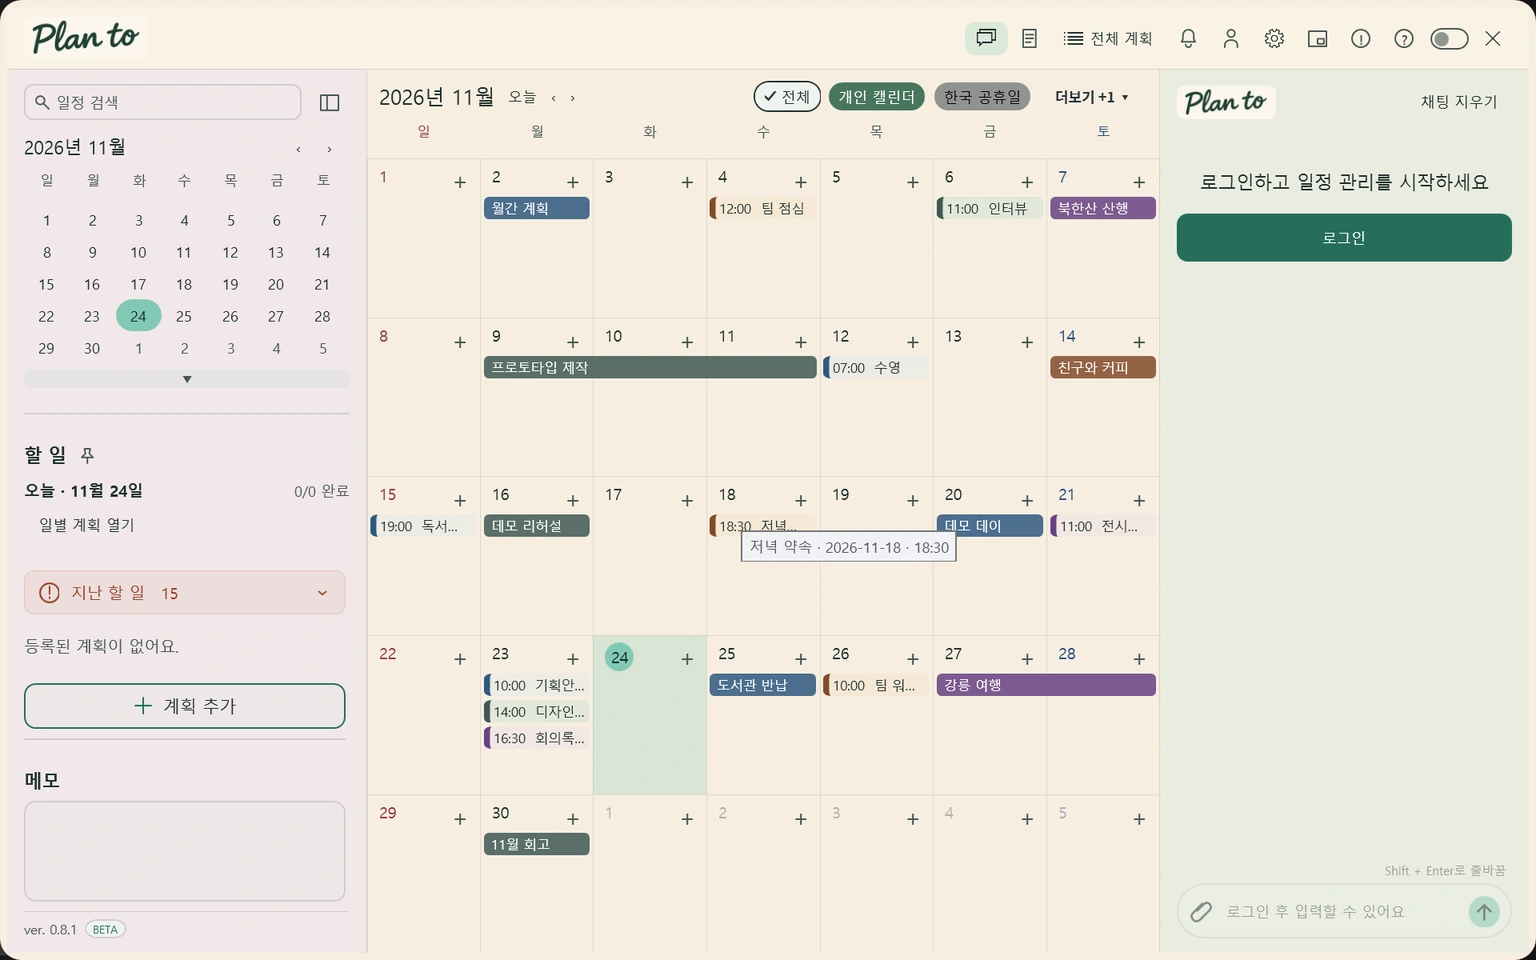 Plan to
전체 계획
일정 검색
2026년 11월
‹ ›
일 월 화 수 목 금 토
1 2 3 4 5 6 7
8 9 10 11 12 13 14
15 16 17 18 19 20 21
22 23 24 25 26 27 28
29 30 1 2 3 4 5
▼
할 일
오늘 · 11월 24일 0/0 완료
일별 계획 열기
지난 할 일 15
등록된 계획이 없어요.
+ 계획 추가
메모
ver. 0.8.1 BETA
2026년 11월 오늘 ‹ › ✓ 전체 개인 캘린더 한국 공휴일 더보기 +1 ▼
일 월 화 수 목 금 토
1 + 2 + 3 + 4 + 5 + 6 + 7 +
월간 계획 12:00 팀 점심 11:00 인터뷰 북한산 산행
8 + 9 + 10 + 11 + 12 + 13 + 14 +
프로토타입 제작 07:00 수영 친구와 커피
15 + 16 + 17 + 18 + 19 + 20 + 21 +
19:00 독서... 데모 리허설 18:30 저녁... 데모 데이 11:00 전시...
저녁 약속 · 2026-11-18 · 18:30
22 + 23 + 24 + 25 + 26 + 27 + 28 +
10:00 기획안... 도서관 반납 10:00 팀 워... 강릉 여행
14:00 디자인...
16:30 회의록...
29 + 30 + 1 + 2 + 3 + 4 + 5 +
11월 회고
Plan to 채팅 지우기
로그인하고 일정 관리를 시작하세요
로그인
Shift + Enter로 줄바꿈
로그인 후 입력할 수 있어요